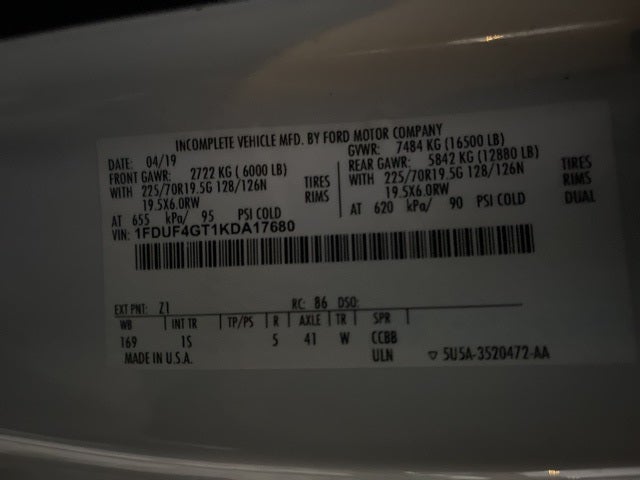 INCOMPLETE VEHICLE MFD. BY FORD MOTOR COMPANY
DATE: 04/19 GVWR: 7484 KG (16500 LB)
FRONT GAWR: 2722 KG (6000 LB) REAR GAWR: 5842 KG (12880 LB)
WITH 225/70R19.5G 128/126N TIRES WITH 225/70R19.5G 128/126N TIRES
19.5X6.0RW RIMS 19.5X6.0RW RIMS
AT 655 kPa/ 95 PSI COLD AT 620 kPa/ 90 PSI COLD DUAL
VIN: 1FDUF4GT1KDA17680
EXT PNT: Z1 RC: 86 DSO:
WB INT TR TP/PS R AXLE TR SPR
169 1S 5 41 W CCBB
MADE IN U.S.A. ULN ▽ 5U5A-3520472-AA